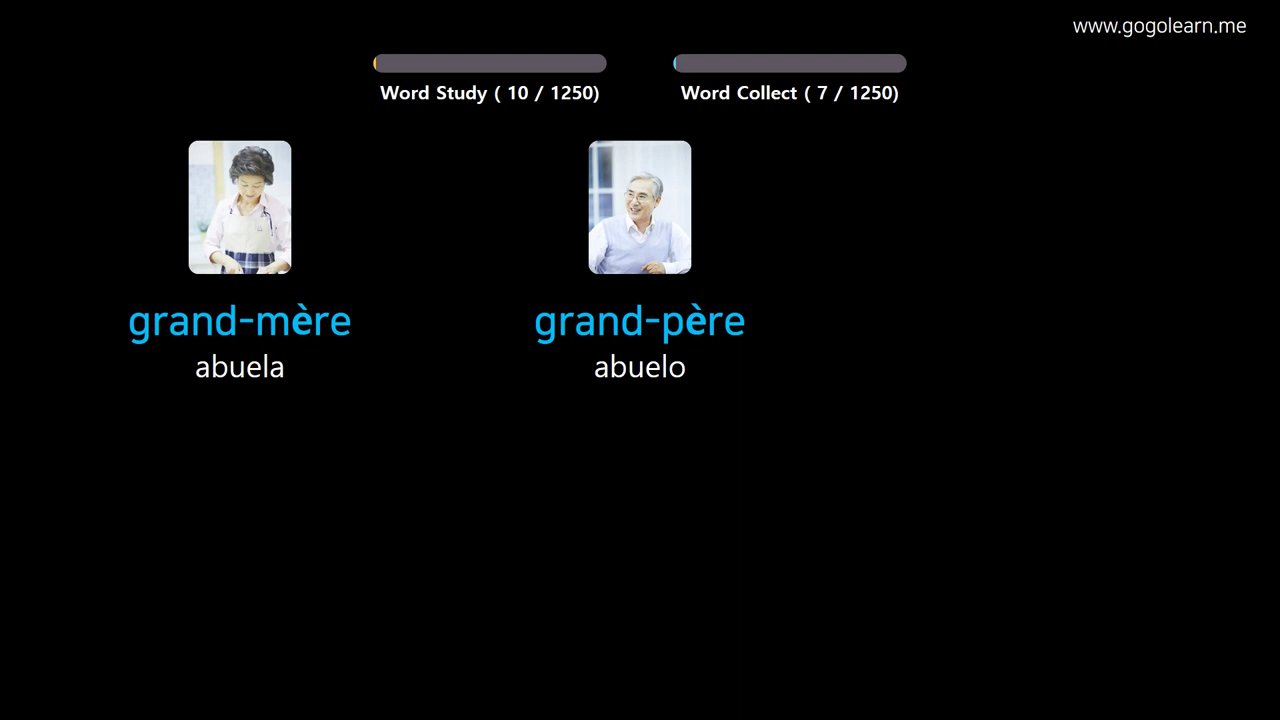 www.gogolearn.me
Word Study ( 10 / 1250)
Word Collect ( 7 / 1250)
grand-mère
abuela
grand-père
abuelo